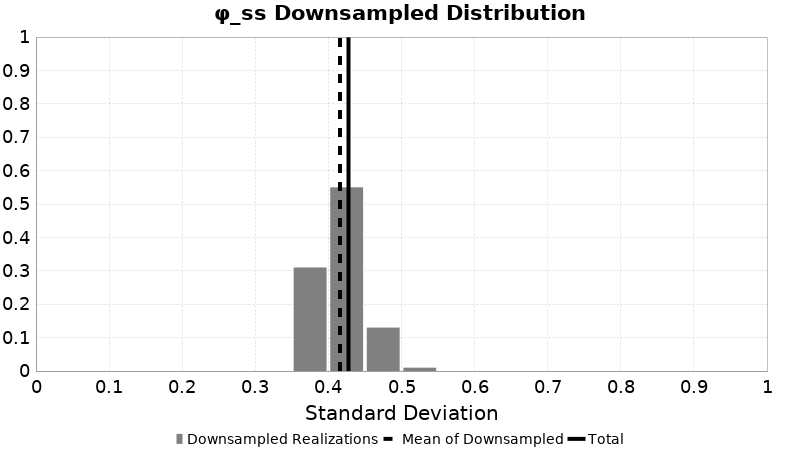 φ_ss Downsampled Distribution
1
0.9
0.8
0.7
0.6
0.5
0.4
0.3
0.2
0.1
0
0 0.1 0.2 0.3 0.4 0.5 0.6 0.7 0.8 0.9 1
Standard Deviation
Downsampled Realizations Mean of Downsampled Total